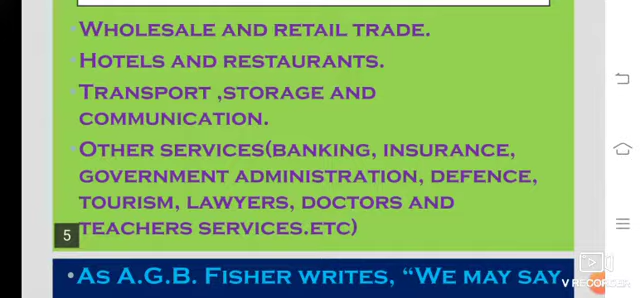 Wholesale and retail trade.
Hotels and restaurants.
Transport ,storage and
communication.
Other services(banking, insurance,
government administration, defence,
tourism, lawyers, doctors and
teachers services.etc)
5
As A.G.B. Fisher writes, “We may say
V RECORDER